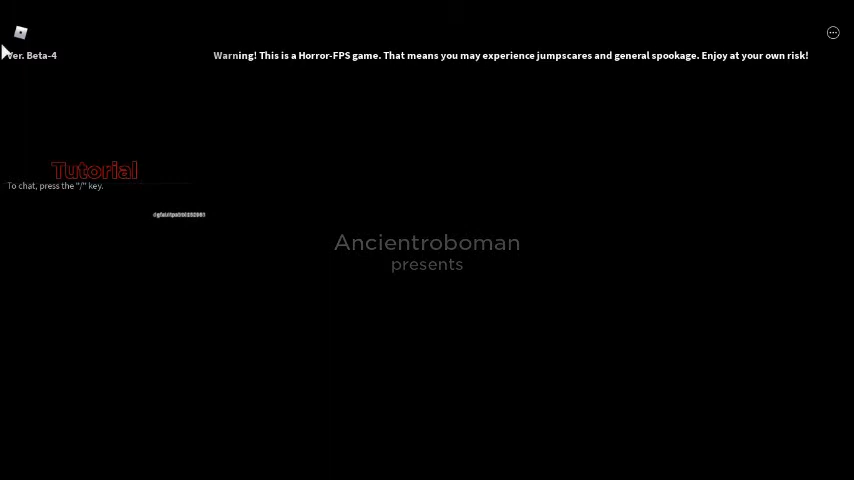 Ver. Beta-4
Warning! This is a Horror-FPS game. That means you may experience jumpscares and general spookage. Enjoy at your own risk!
Tutorial
To chat, press the "/" key.
Ancientroboman
presents